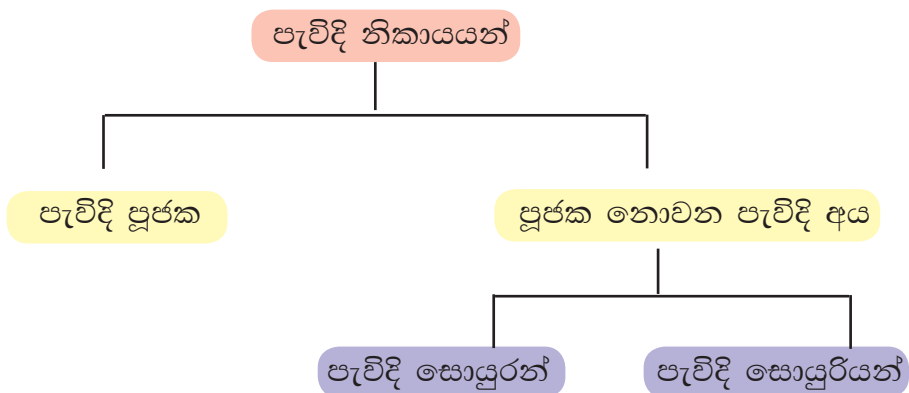 පැවිදි නිකායයන්
පැවිදි පූජක
පූජක නොවන පැවිදි අය
පැවිදි සොයුරන්
පැවිදි සොයුරියන්